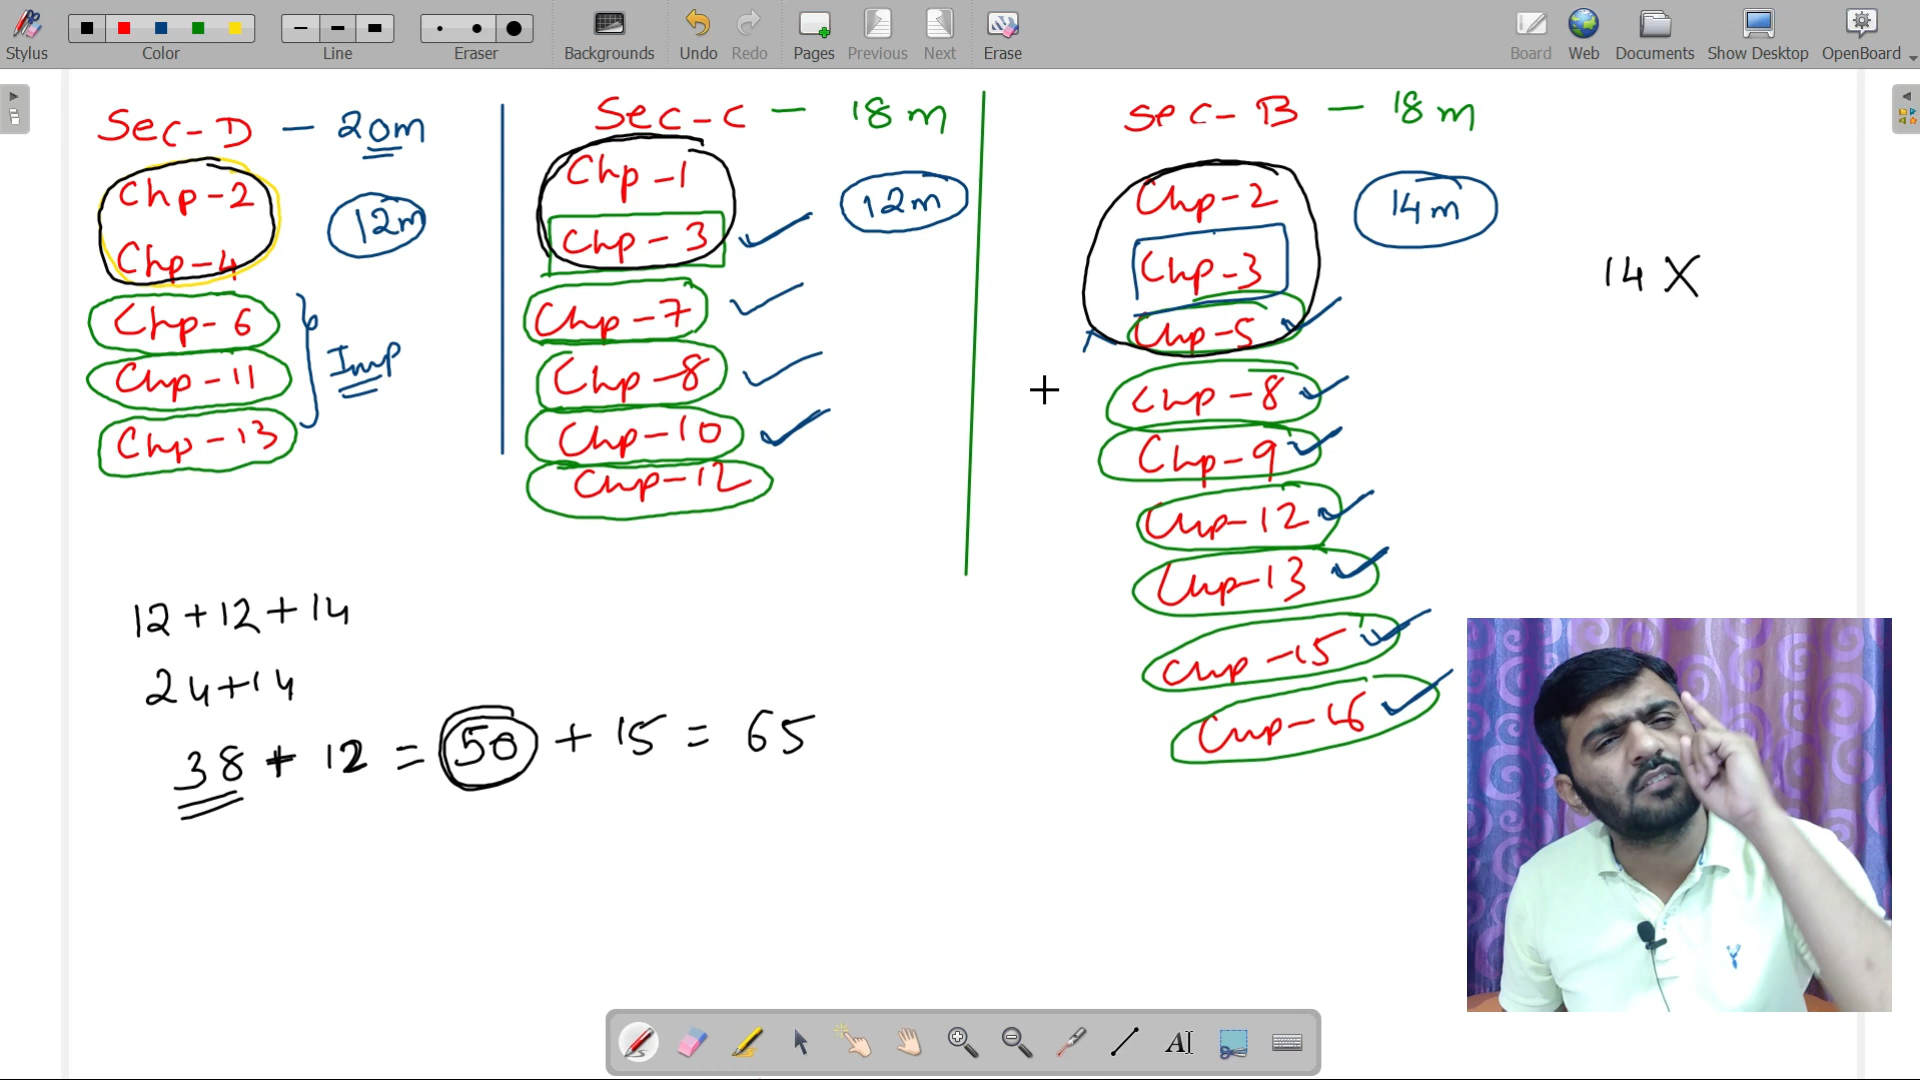 Stylus
Color
Line
Eraser
Backgrounds
Undo
Redo
Pages
Previous
Next
Erase
Board
Web
Documents
Show Desktop
OpenBoard
Sec-D - 20m
Chp-2
12m
Chp-4
Chp-6
Imp
Chp-11
Chp-13
Sec-C - 18m
Chp-1
12m
Chp-3
Chp-7
Chp-8
Chp-10
Chp-12
Sec-B - 18m
Chp-2
14m
Chp-3
Chp-5
Chp-8
Chp-9
Chp-12
Chp-13
Chp-15
Chp-16
14 X
12+12+14
24+14
38 + 12 = 50 + 15 = 65